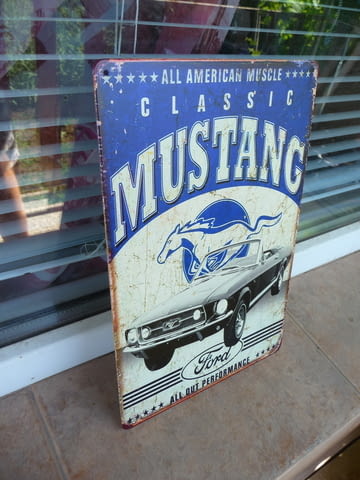 ALL AMERICAN MUSCLE
CLASSIC
MUSTANG
Ford
ALL OUT PERFORMANCE